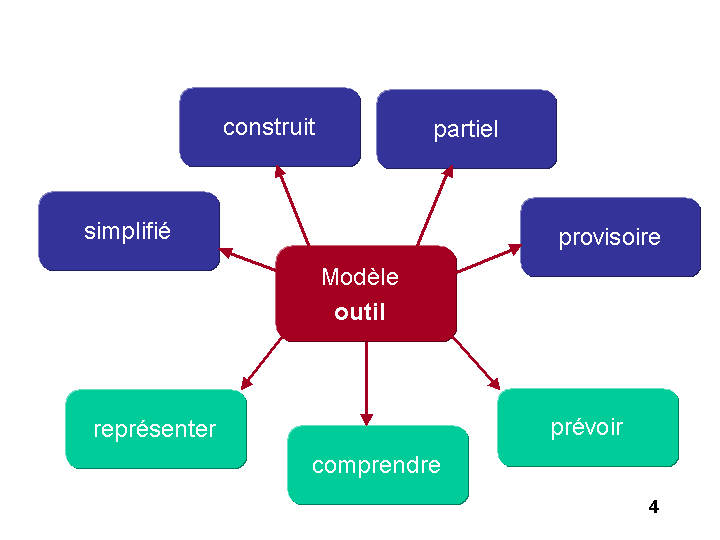 construit
partiel
simplifié
provisoire
Modèle
outil
représenter
prévoir
comprendre
4